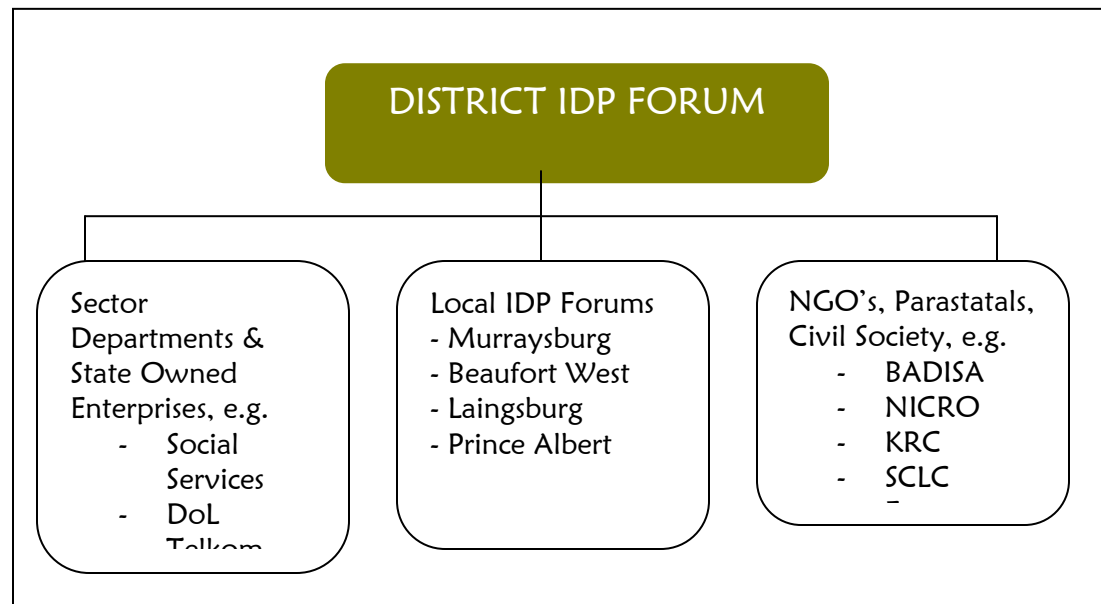 DISTRICT IDP FORUM
Sector
Departments &
State Owned
Enterprises, e.g.
- Social
Services
- DoL
Telkom
Local IDP Forums
- Murraysburg
- Beaufort West
- Laingsburg
- Prince Albert
NGO's, Parastatals,
Civil Society, e.g.
- BADISA
- NICRO
- KRC
- SCLC